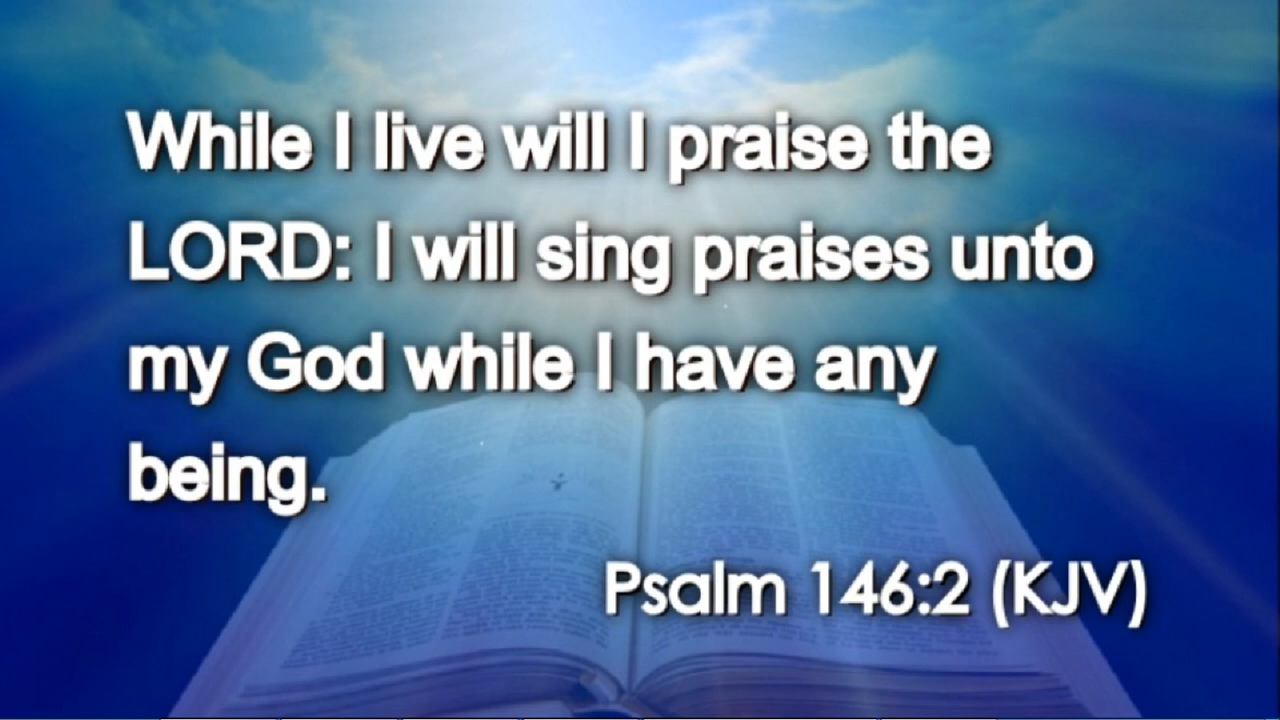 While I live will I praise the
LORD: I will sing praises unto
my God while I have any
being.
Psalm 146:2 (KJV)